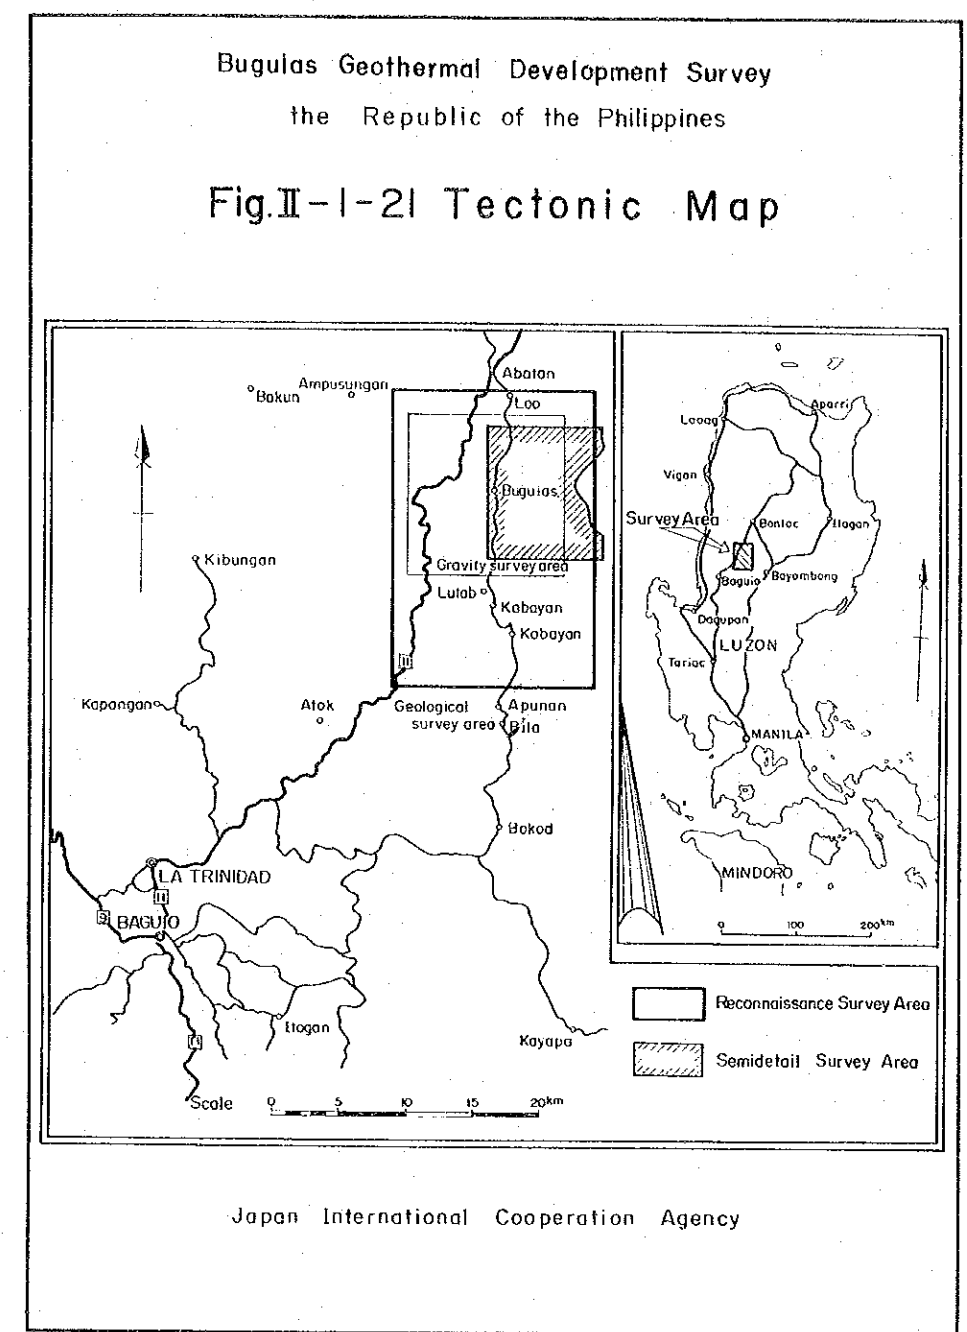 Buguias Geothermal Development Survey
the Republic of the Philippines
Fig.II-1-21 Tectonic Map
Abatan
Ampusungan
Bakun
Loo
Buguias
Gravity survey area
Kibungan
Lutab
Kabayan
Kabayan
11
Kapangan
Atok
Geological
survey area
Apunan
Bila
Bokod
LA TRINIDAD
11
BAGUIO
Itogan
Kayapa
Scale 0 5 10 15 20km
Aparri
Laoag
Vigan
Survey Area
Bontoc
Ilagan
Baguio
Bayombong
Dagupan
LUZON
Tarlac
MANILA
MINDORO
0 100 200km
Reconnaissance Survey Area
Semidetail Survey Area
Japan International Cooperation Agency